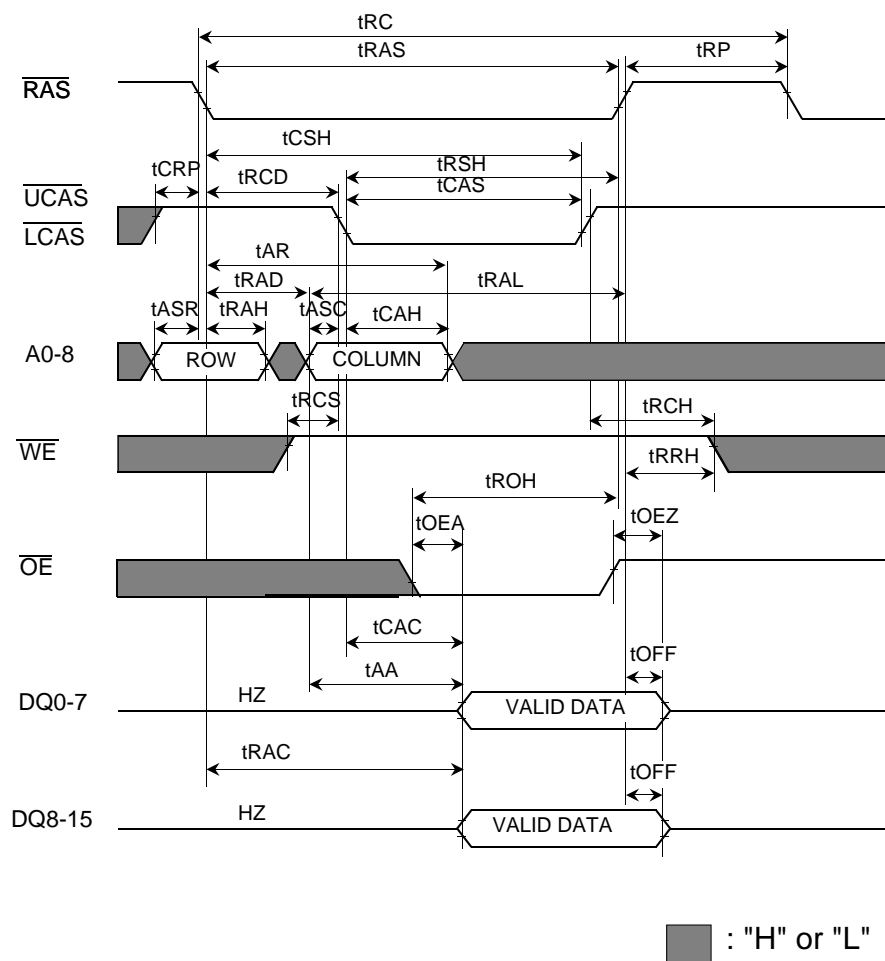 tRC
tRAS
tRP
RAS
tCSH
tCRP
tRSH
tRCD
tCAS
UCAS
LCAS
tAR
tRAD
tRAL
tASR
tRAH
tASC
tCAH
A0-8
ROW
COLUMN
tRCS
tRCH
WE
tRRH
tROH
tOEA
tOEZ
OE
tCAC
tOFF
tAA
DQ0-7
HZ
VALID DATA
tRAC
tOFF
DQ8-15
HZ
VALID DATA
: "H" or "L"